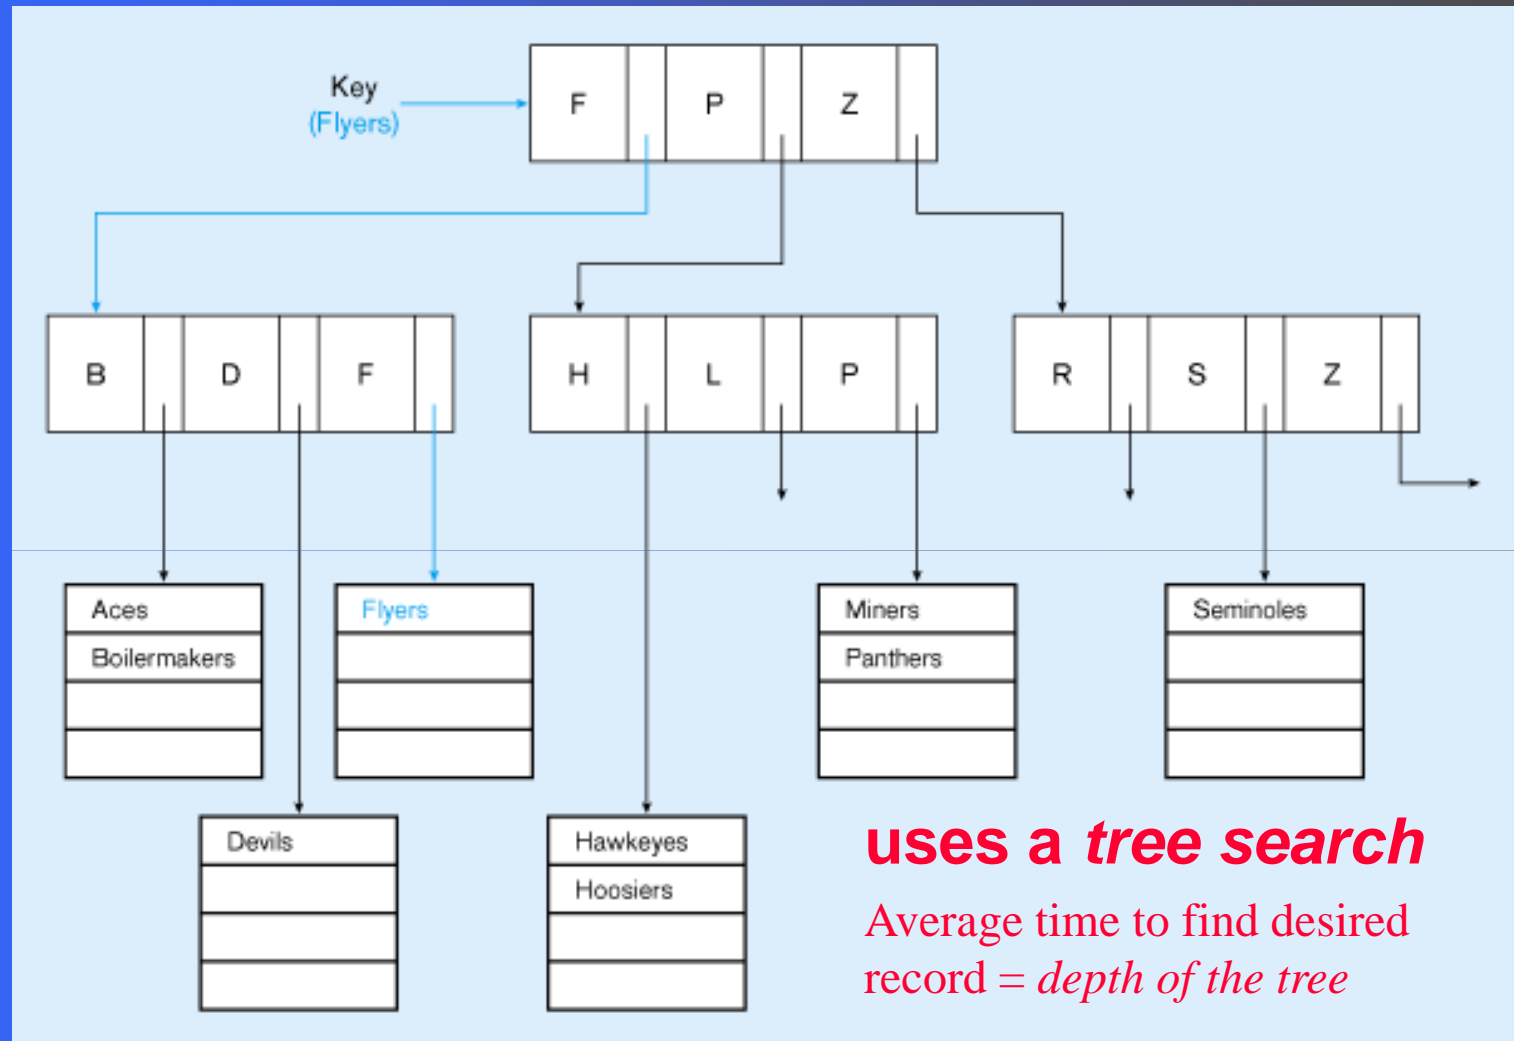 Key
(Flyers)
F P Z
B D F
H L P
R S Z
Aces
Boilermakers
Flyers
Miners
Panthers
Seminoles
Devils
Hawkeyes
Hoosiers
uses a tree search
Average time to find desired
record = depth of the tree